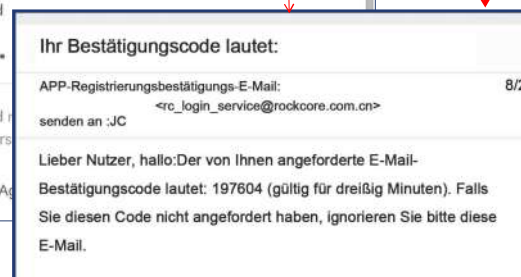 Ihr Bestätigungscode lautet:
APP-Registrierungsbestätigungs-E-Mail:
<rc_login_service@rockcore.com.cn>
senden an :JC
Lieber Nutzer, hallo:Der von Ihnen angeforderte E-Mail-
Bestätigungscode lautet: 197604 (gültig für dreißig Minuten). Falls
Sie diesen Code nicht angefordert haben, ignorieren Sie bitte diese
E-Mail.